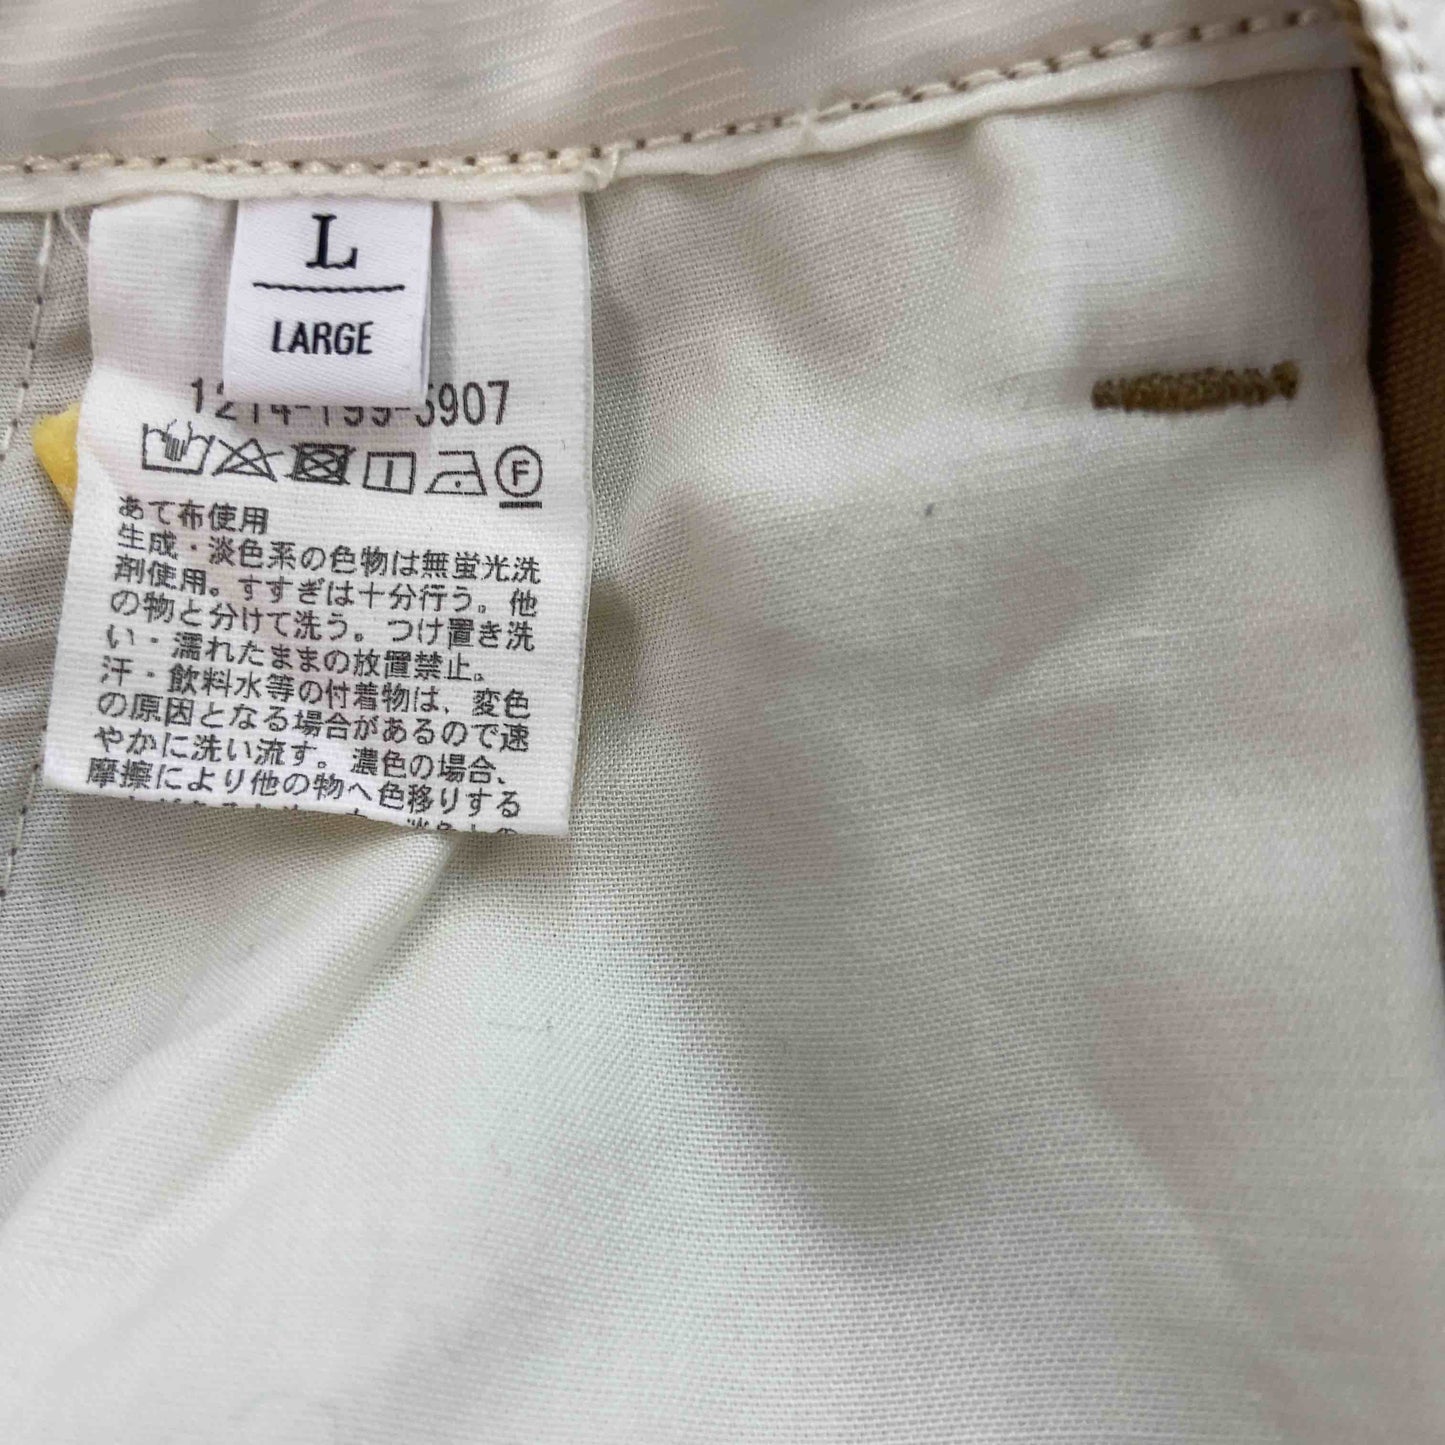 L
LARGE
1214-199-5907
F
あて布使用
生成・淡色系の色物は無蛍光洗
剤使用。すすぎは十分行う。他
の物と分けて洗う。つけ置き洗
い・濡れたままの放置禁止。
汗・飲料水等の付着物は、変色
の原因となる場合があるので速
やかに洗い流す。濃色の場合、
摩擦により他の物へ色移りする